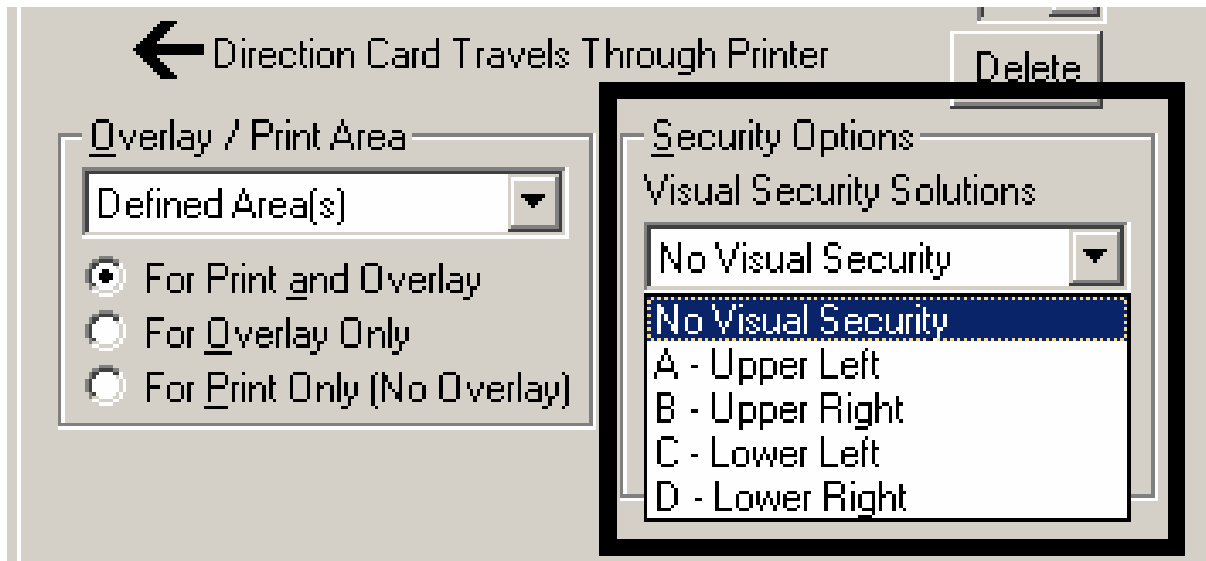 Direction Card Travels Through Printer
Delete
Overlay / Print Area
Defined Area(s)
For Print and Overlay
For Overlay Only
For Print Only (No Overlay)
Security Options
Visual Security Solutions
No Visual Security
No Visual Security
A - Upper Left
B - Upper Right
C - Lower Left
D - Lower Right